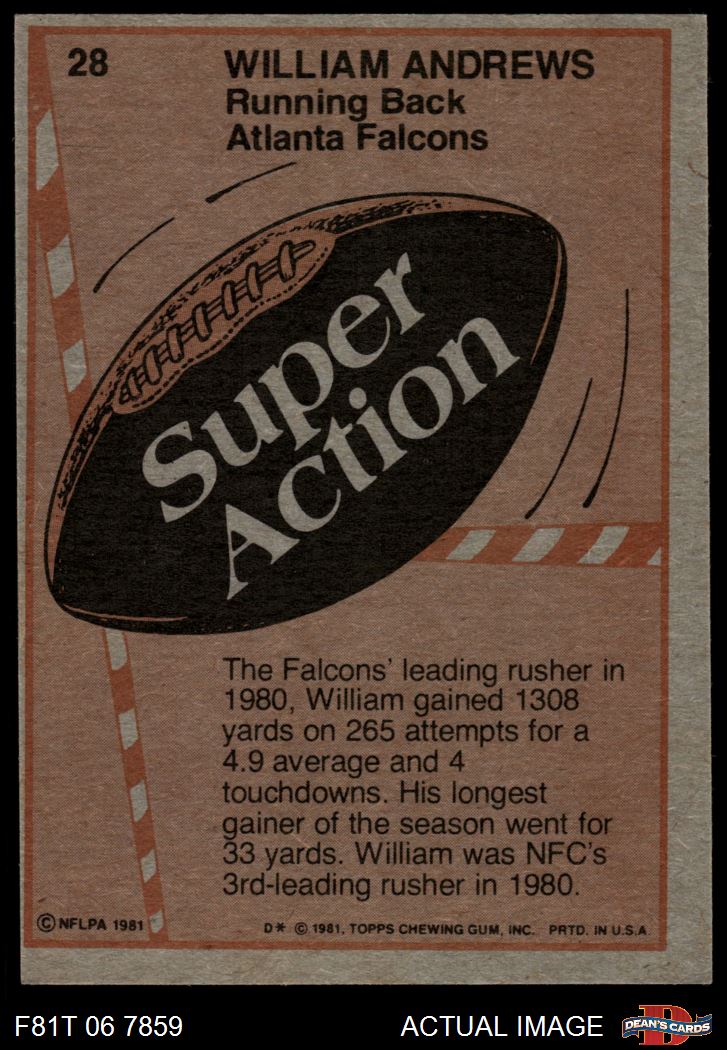 28
WILLIAM ANDREWS
Running Back
Atlanta Falcons
Super
Action
The Falcons' leading rusher in
1980, William gained 1308
yards on 265 attempts for a
4.9 average and 4
touchdowns. His longest
gainer of the season went for
33 yards. William was NFC's
3rd-leading rusher in 1980.
© NFLPA 1981
D* © 1981, TOPPS CHEWING GUM, INC. PRTD. IN U.S.A.
F81T 06 7859
ACTUAL IMAGE
D
DEAN'S CARDS